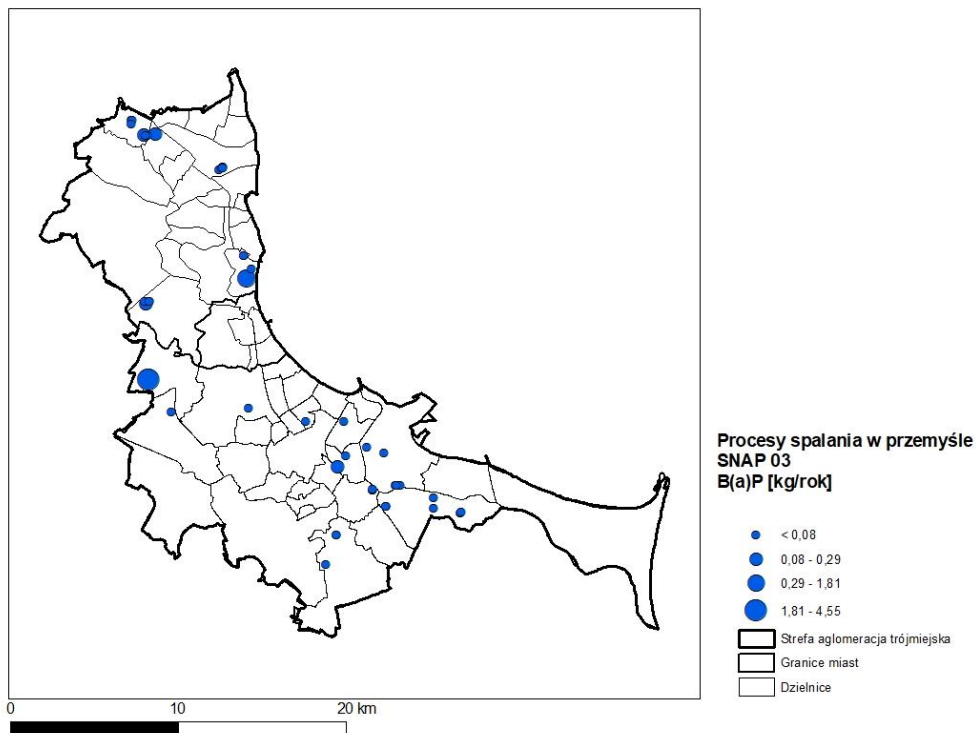 Procesy spalania w przemyśle
SNAP 03
B(a)P [kg/rok]
< 0,08
0,08 - 0,29
0,29 - 1,81
1,81 - 4,55
Strefa aglomeracja trójmiejska
Granice miast
Dzielnice
0 10 20 km